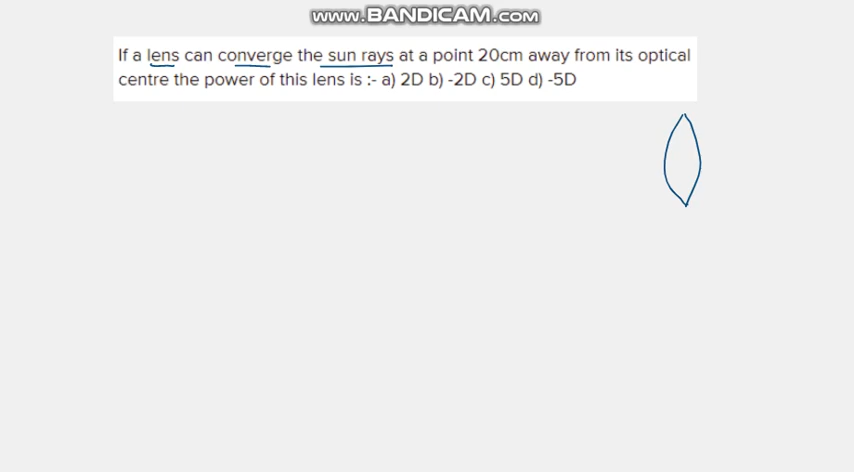 www.BANDICAM.COM
If a lens can converge the sun rays at a point 20cm away from its optical
centre the power of this lens is :- a) 2D b) -2D c) 5D d) -5D